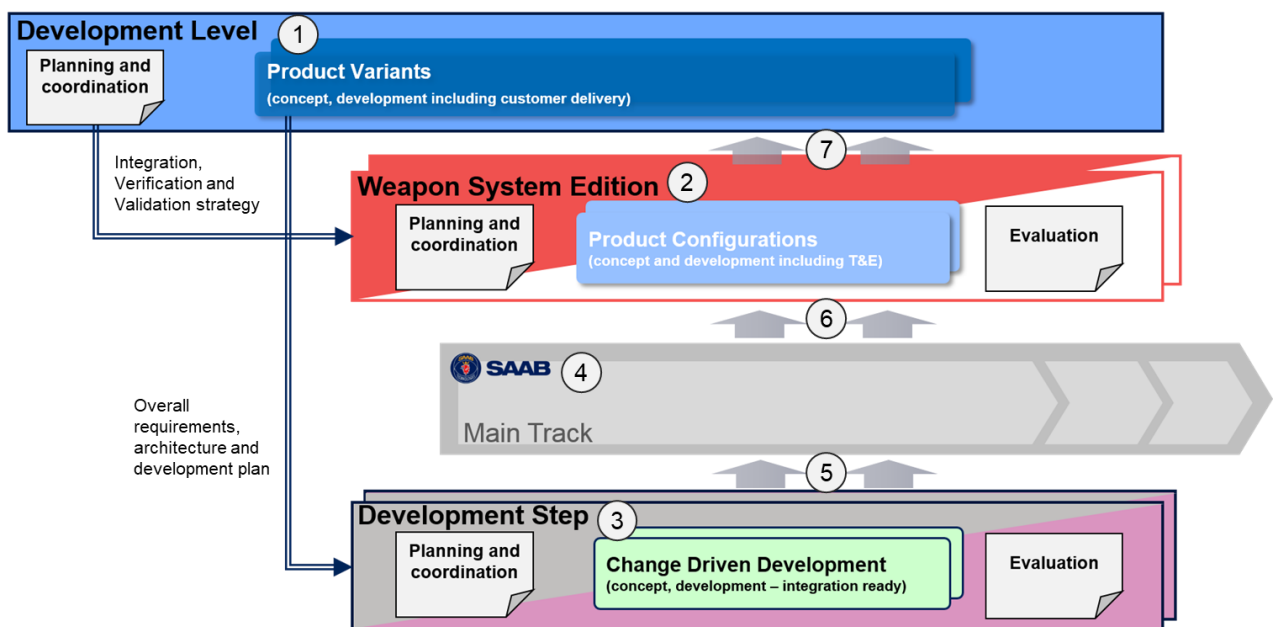 Development Level
1
Planning and
coordination
Product Variants
(concept, development including customer delivery)
7
Integration,
Verification and
Validation strategy
Weapon System Edition
2
Planning and
coordination
Product Configurations
(concept and development including T&E)
Evaluation
6
SAAB
4
Main Track
Overall
requirements,
architecture and
development plan
5
Development Step
3
Planning and
coordination
Change Driven Development
(concept, development – integration ready)
Evaluation